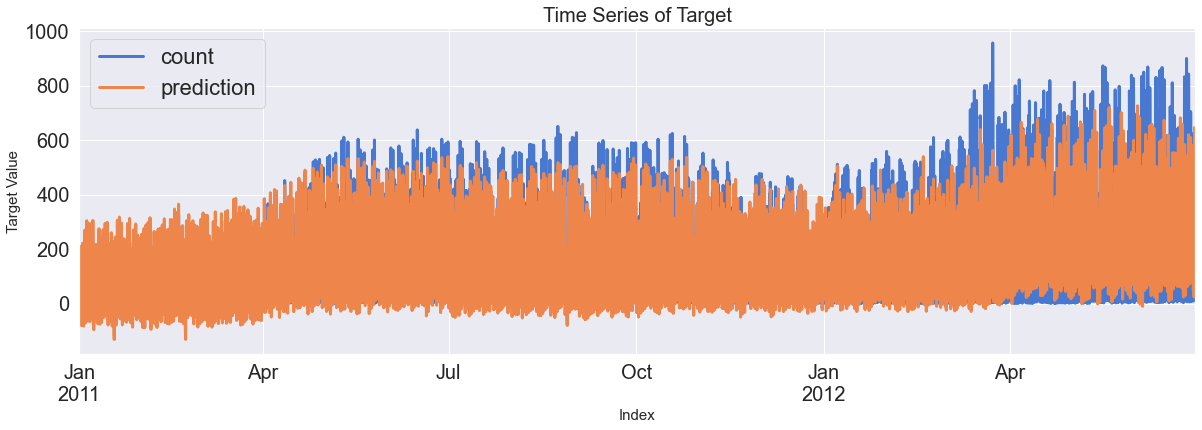 Time Series of Target
1000
count
prediction
800
600
400
200
0
Target Value
Jan
2011
Apr
Jul
Oct
Jan
2012
Apr
Index